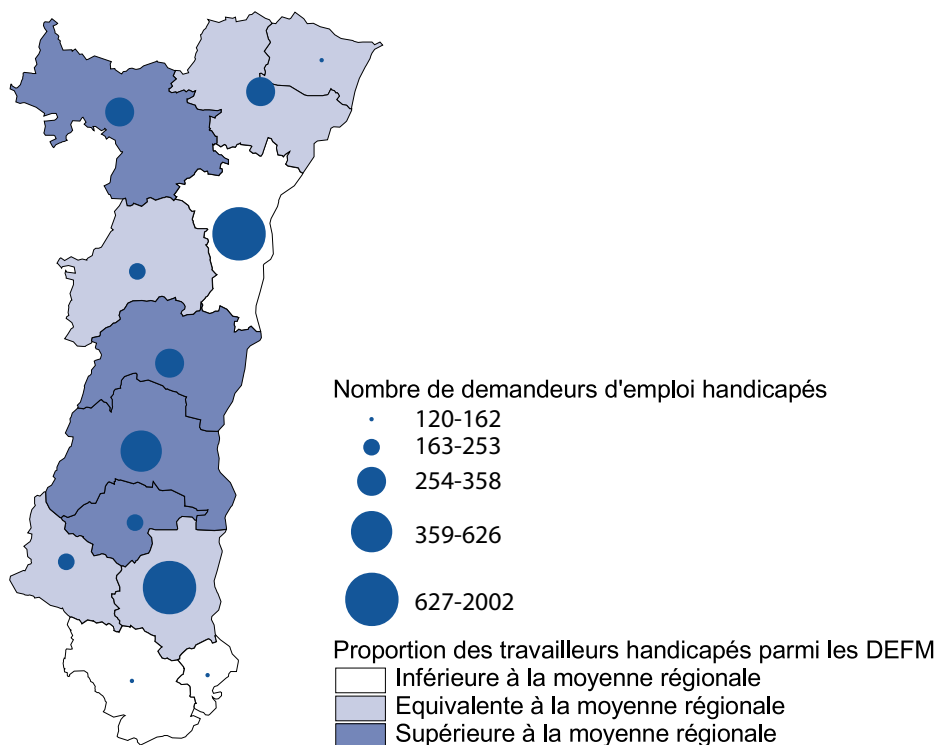 Nombre de demandeurs d'emploi handicapés
120-162
163-253
254-358
359-626
627-2002
Proportion des travailleurs handicapés parmi les DEFM
Inférieure à la moyenne régionale
Equivalente à la moyenne régionale
Supérieure à la moyenne régionale